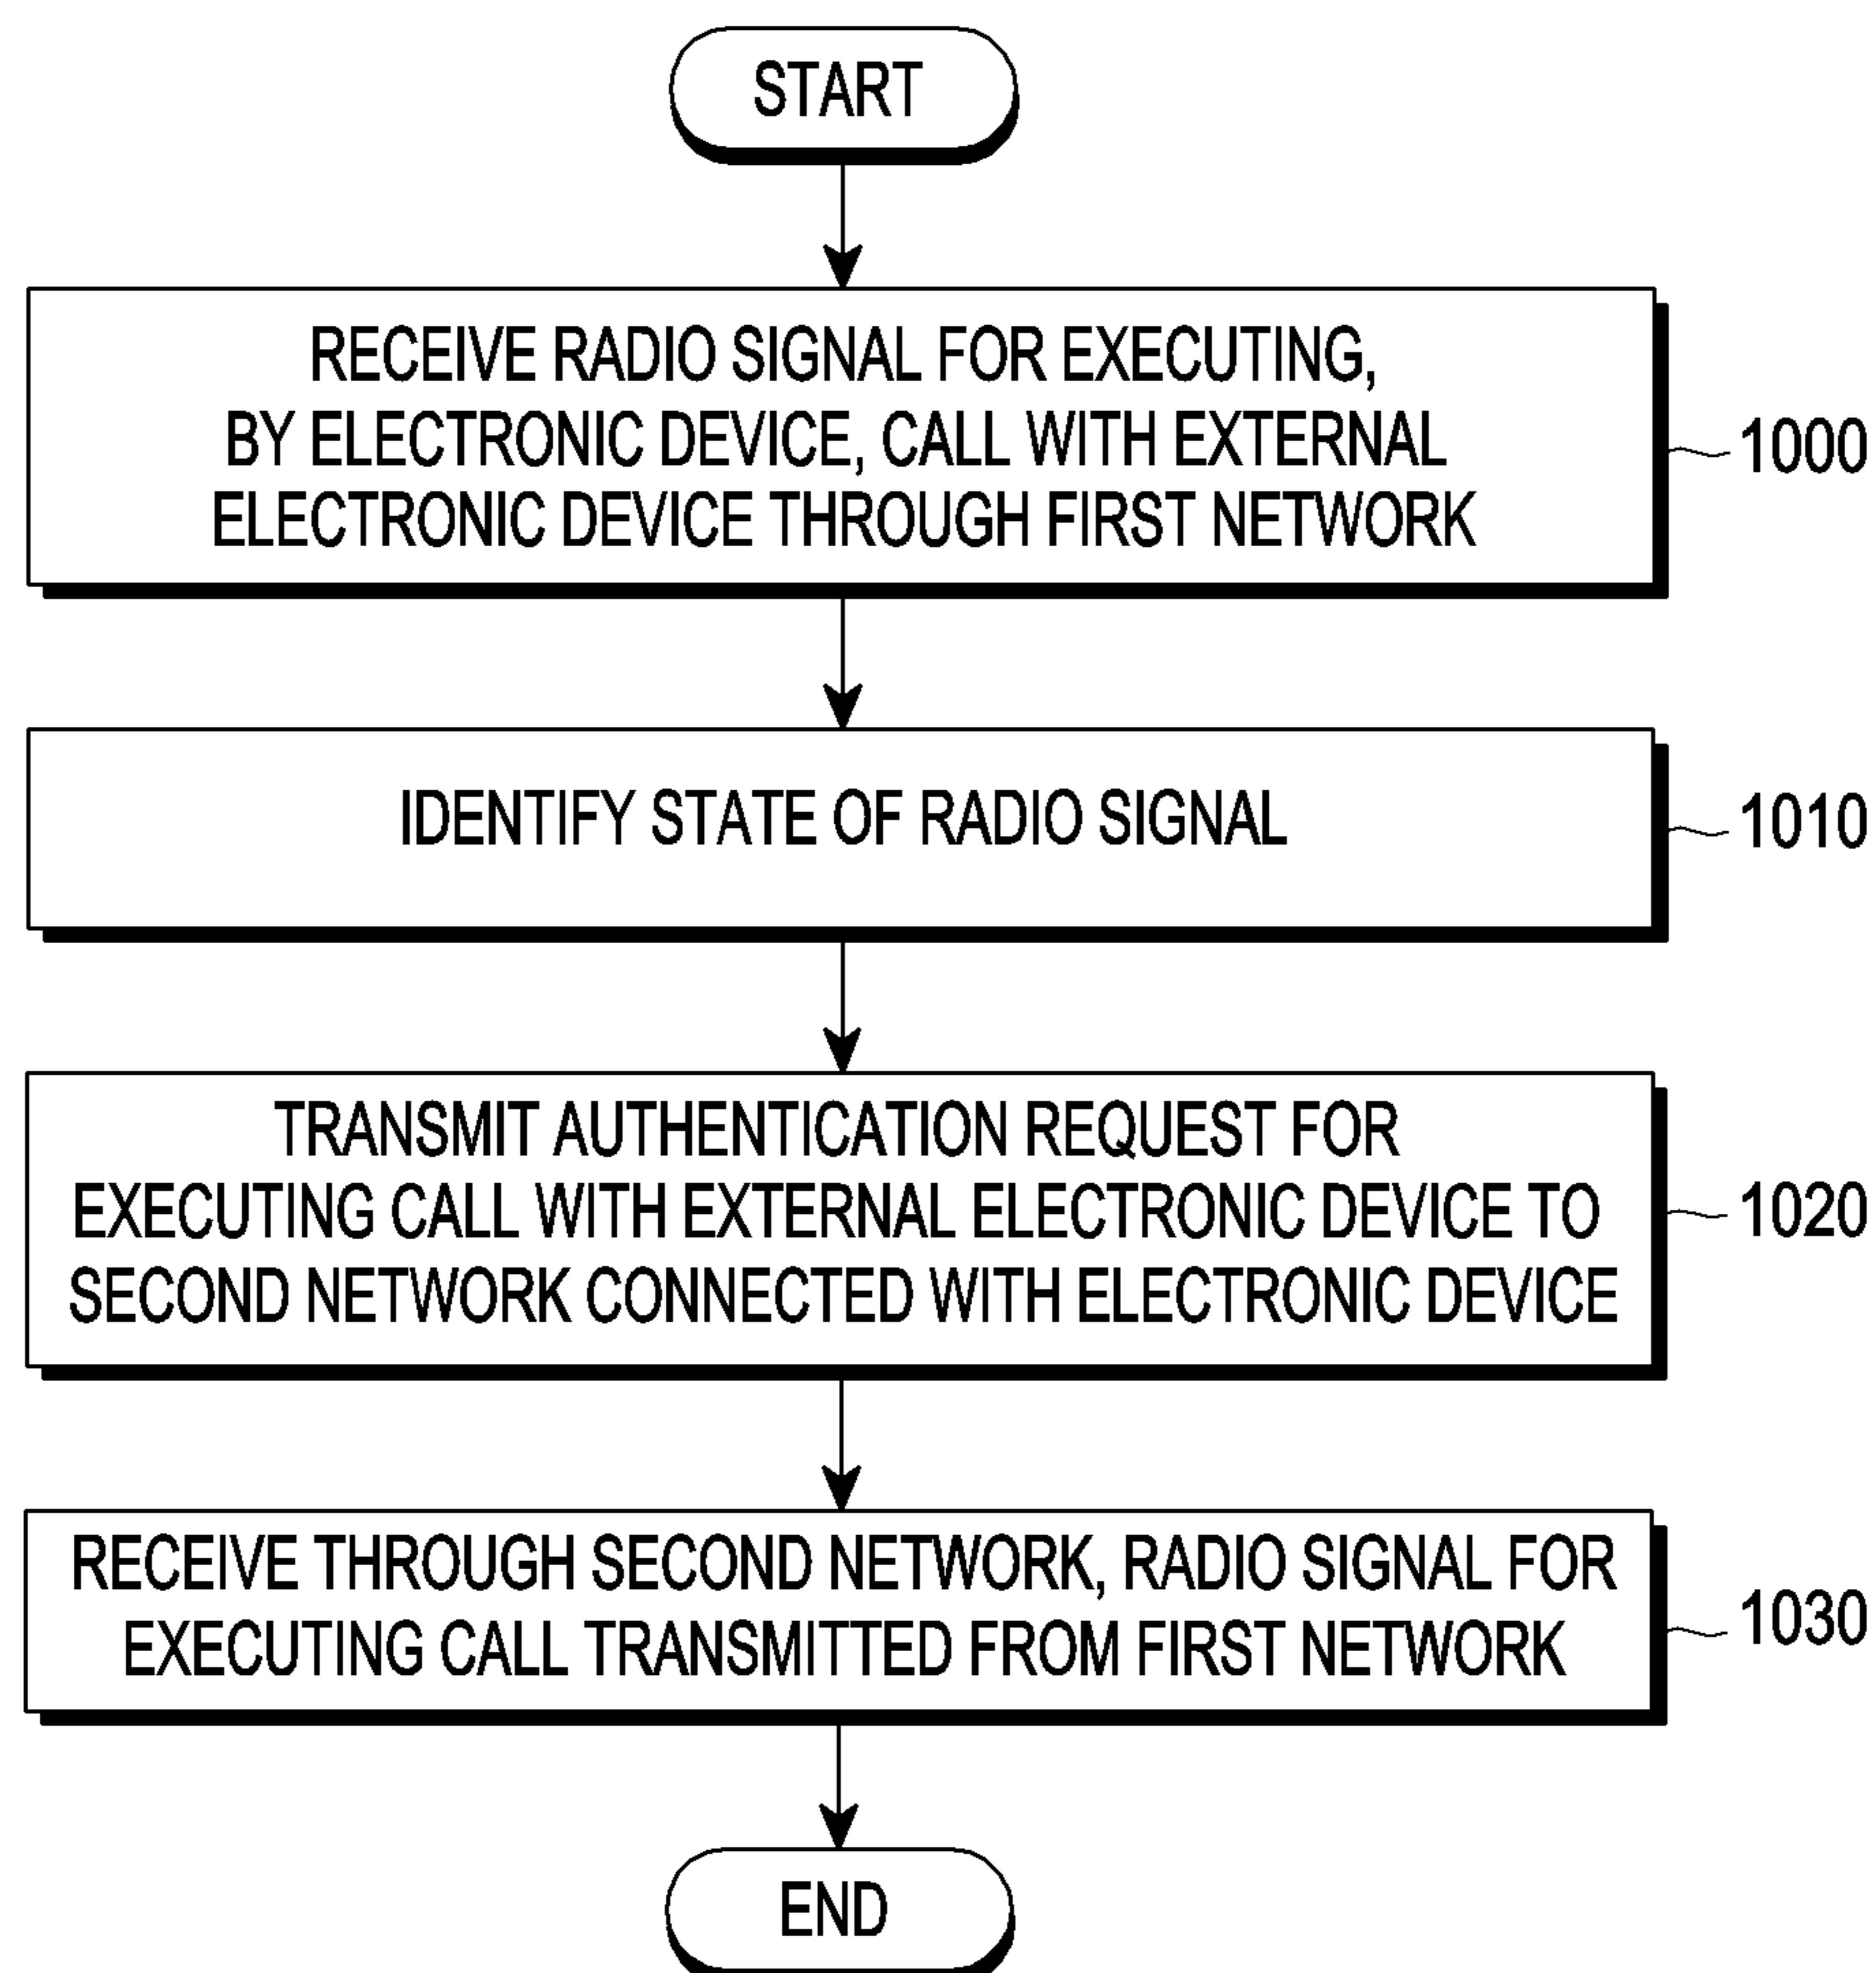 START
RECEIVE RADIO SIGNAL FOR EXECUTING,
BY ELECTRONIC DEVICE, CALL WITH EXTERNAL
ELECTRONIC DEVICE THROUGH FIRST NETWORK
1000
IDENTIFY STATE OF RADIO SIGNAL
1010
TRANSMIT AUTHENTICATION REQUEST FOR
EXECUTING CALL WITH EXTERNAL ELECTRONIC DEVICE TO
SECOND NETWORK CONNECTED WITH ELECTRONIC DEVICE
1020
RECEIVE THROUGH SECOND NETWORK, RADIO SIGNAL FOR
EXECUTING CALL TRANSMITTED FROM FIRST NETWORK
1030
END